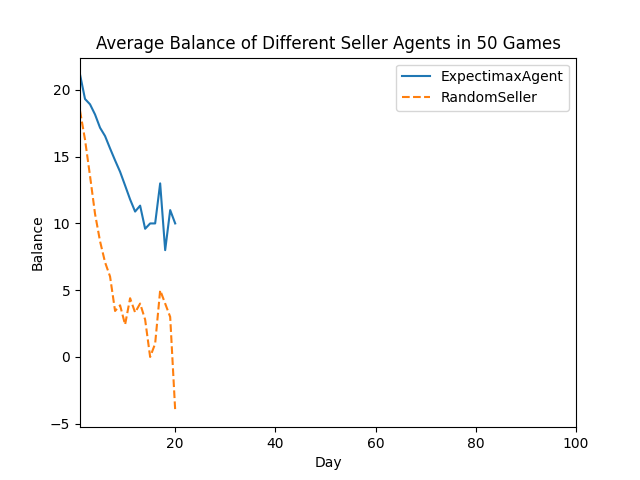 Average Balance of Different Seller Agents in 50 Games
ExpectimaxAgent
RandomSeller
Balance
20
15
10
5
0
−5
20
40
60
80
100
Day